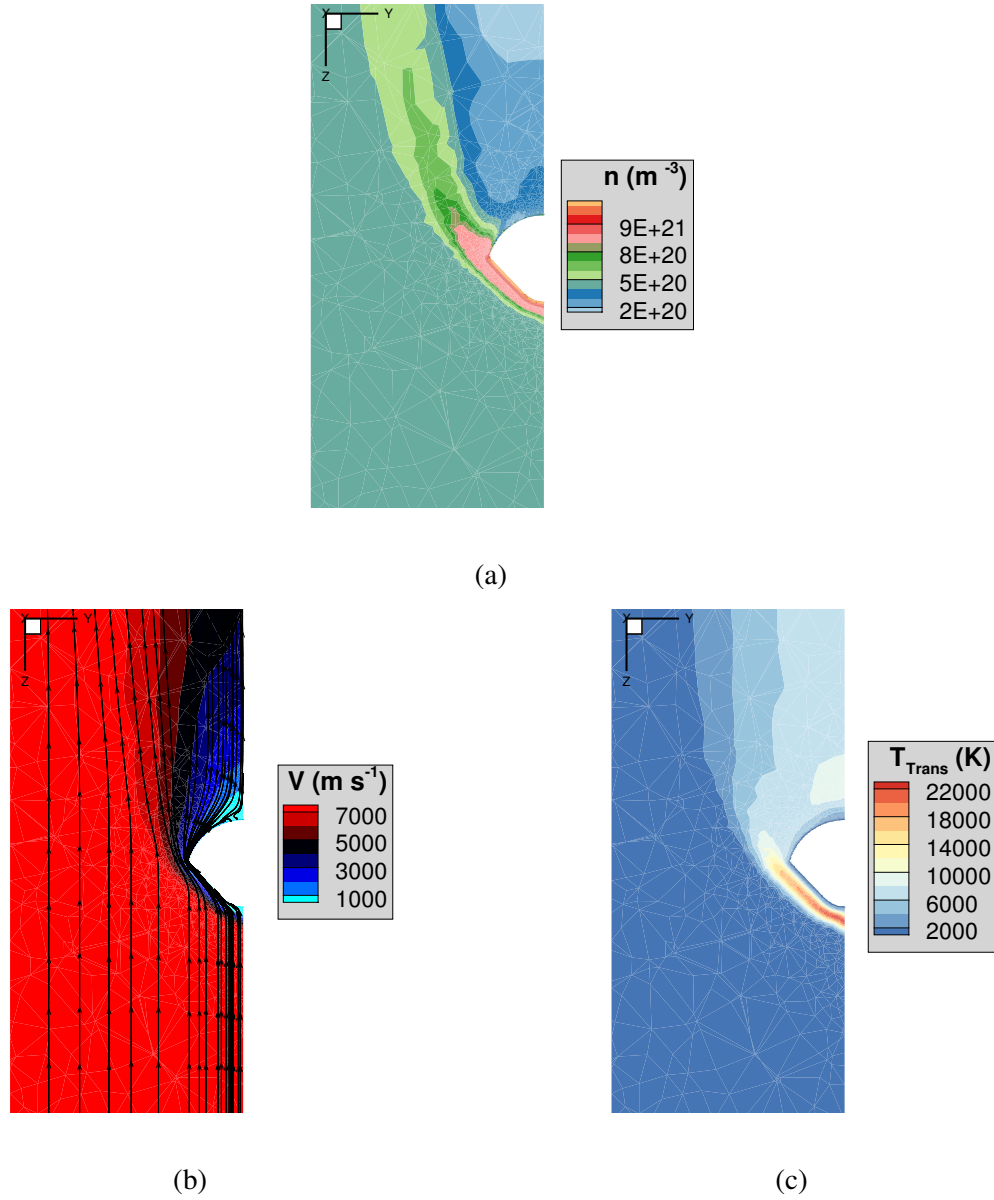 X Y
Z
n (m -3)
9E+21
8E+20
5E+20
2E+20
(a)
X Y
Z
V (m s-1)
7000
5000
3000
1000
(b)
X Y
Z
TTrans (K)
22000
18000
14000
10000
6000
2000
(c)